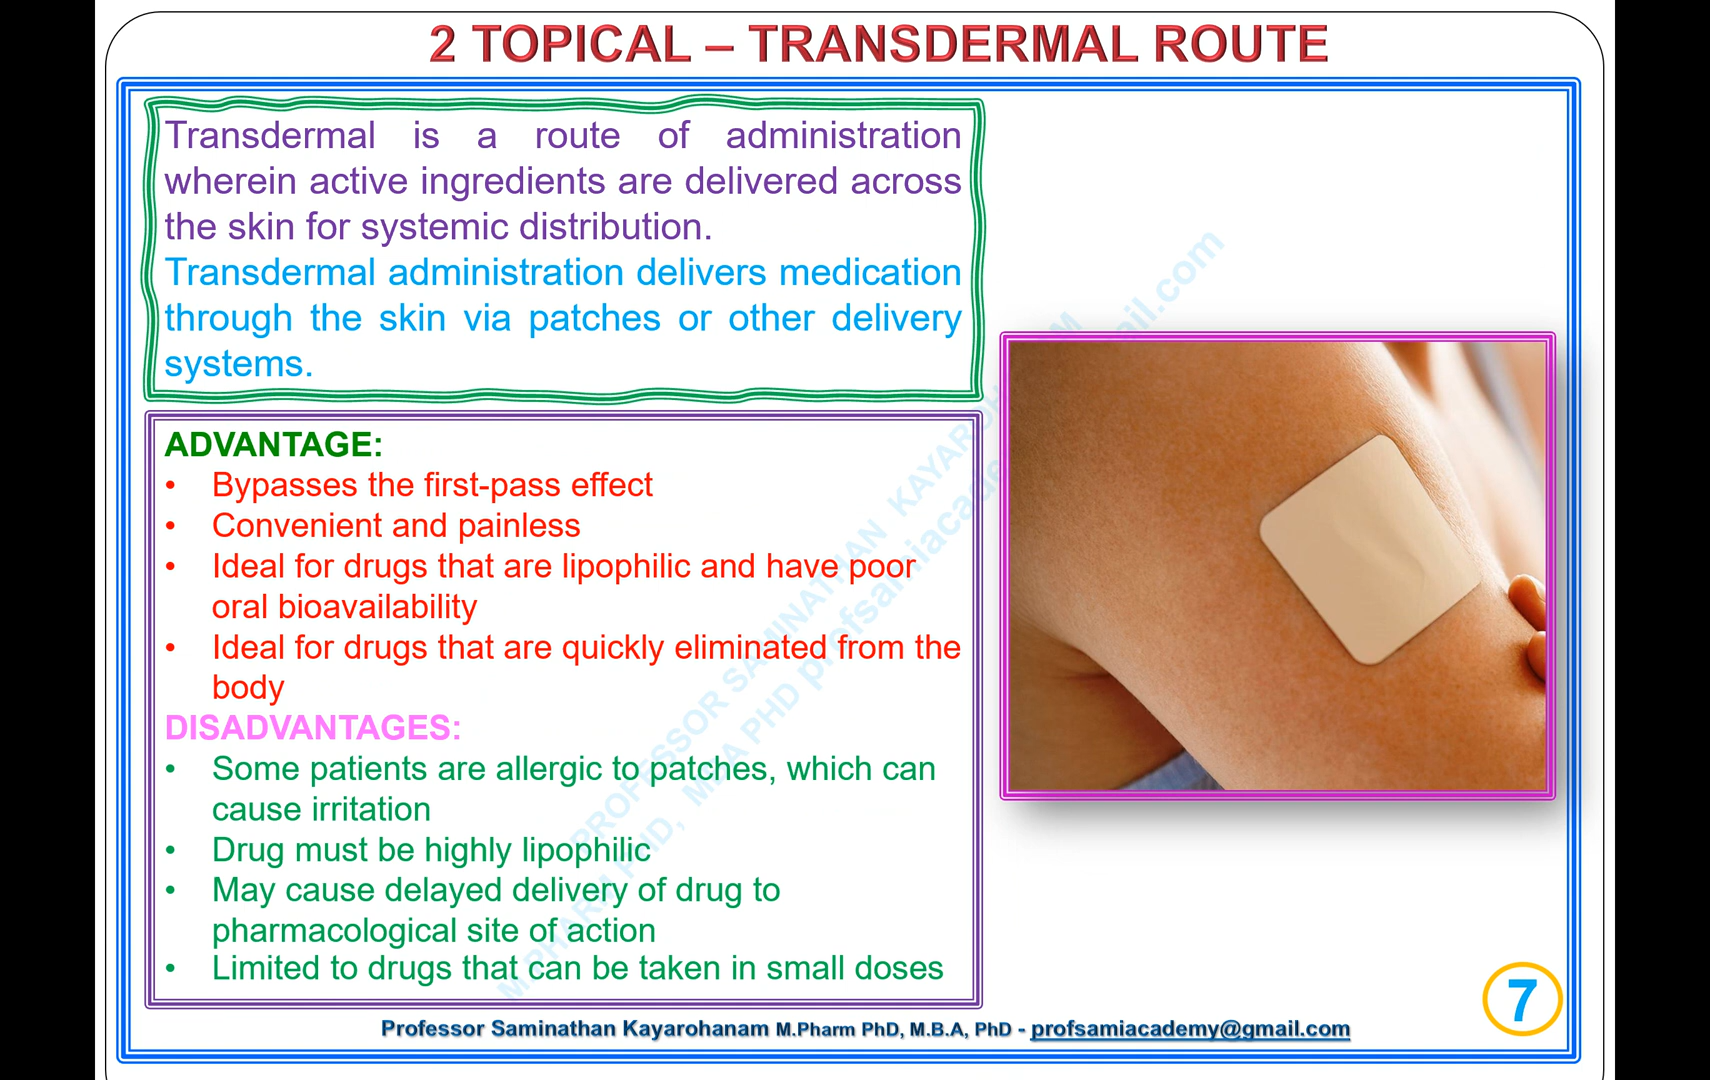 2 TOPICAL – TRANSDERMAL ROUTE
Transdermal is a route of administration
wherein active ingredients are delivered across
the skin for systemic distribution.
Transdermal administration delivers medication
through the skin via patches or other delivery
systems.
ADVANTAGE:
• Bypasses the first-pass effect
• Convenient and painless
• Ideal for drugs that are lipophilic and have poor
oral bioavailability
• Ideal for drugs that are quickly eliminated from the
body
DISADVANTAGES:
• Some patients are allergic to patches, which can
cause irritation
• Drug must be highly lipophilic
• May cause delayed delivery of drug to
pharmacological site of action
• Limited to drugs that can be taken in small doses
7
Professor Saminathan Kayarohanam M.Pharm PhD, M.B.A, PhD - profsamiacademy@gmail.com